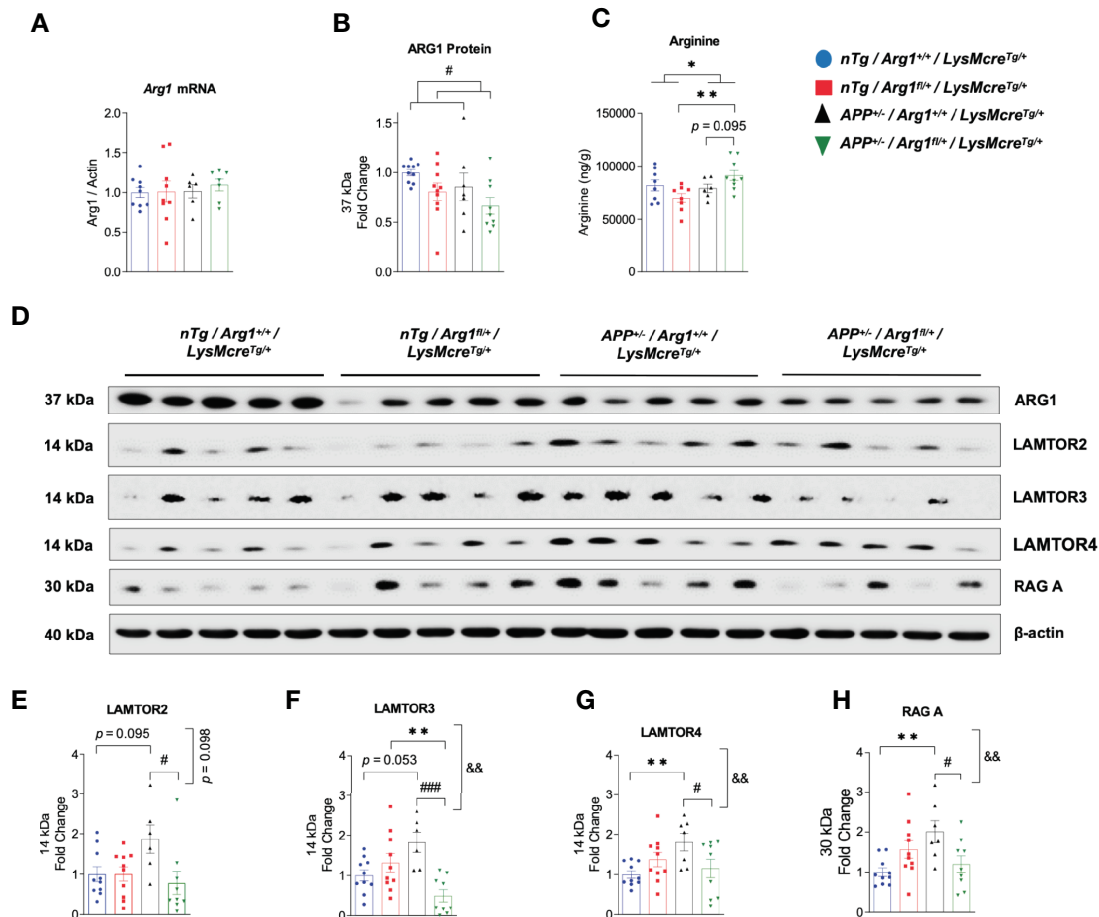 A
B
C
Arg1 mRNA
2.0
1.5
1.0
0.5
0.0
Arg1 / Actin
ARG1 Protein
#
1.5
1.0
0.5
0.0
37 kDa
Fold Change
Arginine
*
**
p = 0.095
150000
100000
50000
0
Arginine (ng/g)
nTg / Arg1+/+ / LysMcreTg/+
nTg / Arg1fl/+ / LysMcreTg/+
APP+/- / Arg1+/+ / LysMcreTg/+
APP+/- / Arg1fl/+ / LysMcreTg/+
D
nTg / Arg1+/+ /
LysMcreTg/+
nTg / Arg1fl/+ /
LysMcreTg/+
APP+/- / Arg1+/+ /
LysMcreTg/+
APP+/- / Arg1fl/+ /
LysMcreTg/+
37 kDa
ARG1
14 kDa
LAMTOR2
14 kDa
LAMTOR3
14 kDa
LAMTOR4
30 kDa
RAG A
40 kDa
β-actin
E
LAMTOR2
p = 0.095
#
p = 0.098
4
3
2
1
0
14 kDa
Fold Change
F
LAMTOR3
**
p = 0.053
###
&&
4
3
2
1
0
14 kDa
Fold Change
G
LAMTOR4
**
#
&&
4
3
2
1
0
14 kDa
Fold Change
H
RAG A
**
#
&&
4
3
2
1
0
30 kDa
Fold Change